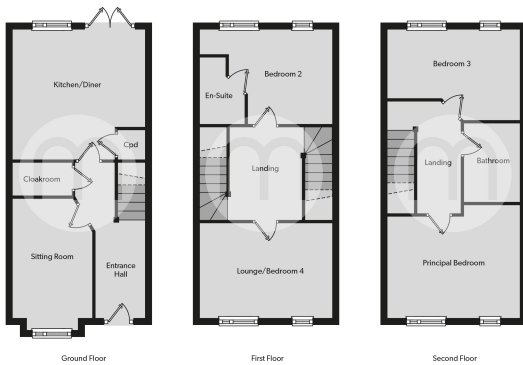 Kitchen/Diner
Cpd
Cloakroom
Sitting Room
Entrance
Hall
Ground Floor
Bedroom 2
En-Suite
Landing
Lounge/Bedroom 4
First Floor
Bedroom 3
Landing
Bathroom
Principal Bedroom
Second Floor